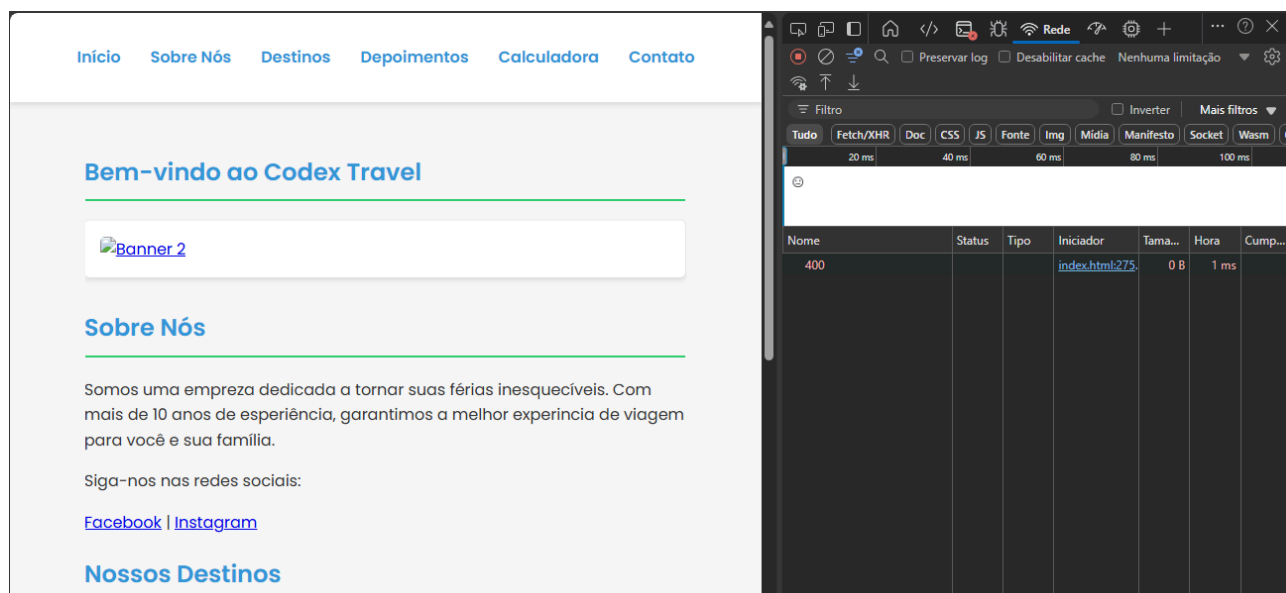 Início Sobre Nós Destinos Depoimentos Calculadora Contato
Bem-vindo ao Codex Travel
Banner 2
Sobre Nós
Somos uma empreza dedicada a tornar suas férias inesquecíveis. Com
mais de 10 anos de esperiência, garantimos a melhor experincia de viagem
para você e sua família.
Siga-nos nas redes sociais:
Facebook | Instagram
Nossos Destinos
Rede
Preservar log Desabilitar cache Nenhuma limitação
Filtro Inverter Mais filtros
Tudo Fetch/XHR Doc CSS JS Fonte Img Mídia Manifesto Socket Wasm
20 ms 40 ms 60 ms 80 ms 100 ms
Nome Status Tipo Iniciador Tama... Hora Cump...
400 index.html:275. 0 B 1 ms